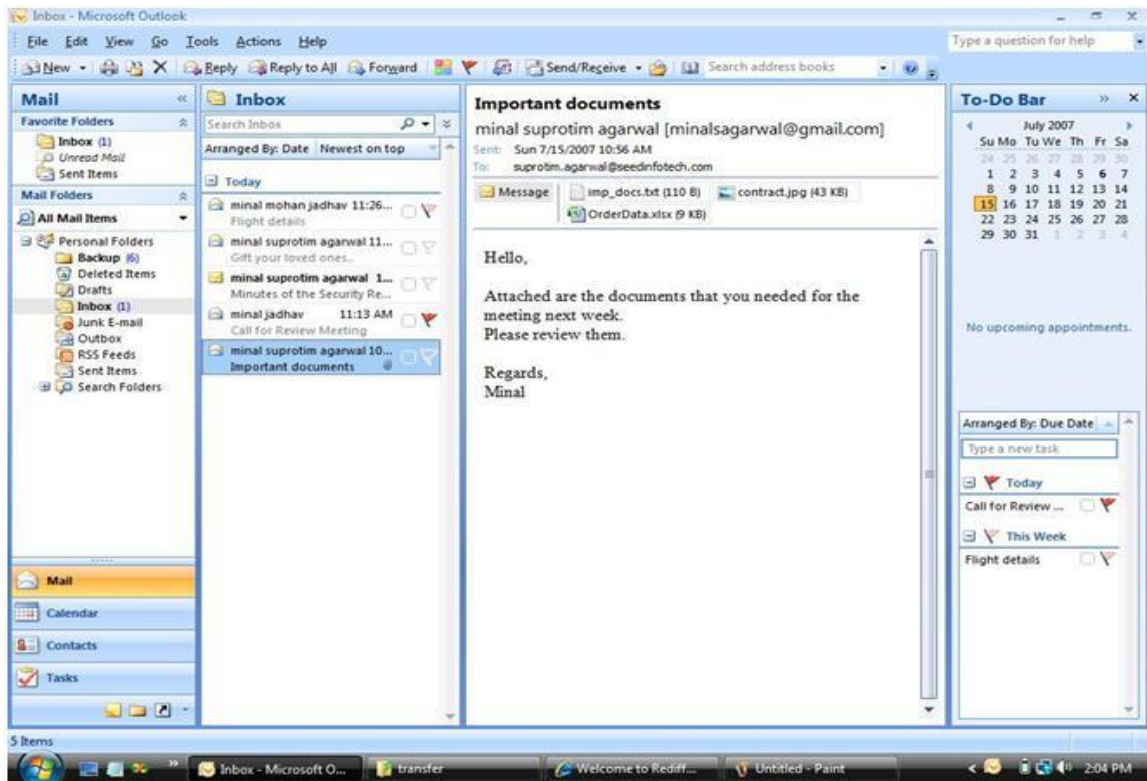 Inbox - Microsoft Outlook
File Edit View Go Tools Actions Help
Type a question for help
New Reply Reply to All Forward Send/Receive Search address books
Mail
Favorite Folders
Inbox (1)
Unread Mail
Sent Items
Mail Folders
All Mail Items
Personal Folders
Backup (6)
Deleted Items
Drafts
Inbox (1)
Junk E-mail
Outbox
RSS Feeds
Sent Items
Search Folders
Mail
Calendar
Contacts
Tasks
Inbox
Search Inbox
Arranged By: Date Newest on top
Today
minal mohan jadhav 11:26...
Flight details
minal suprotim agarwal 11...
Gift your loved ones..
minal suprotim agarwal 1...
Minutes of the Security Re...
minal jadhav 11:13 AM
Call for Review Meeting
minal suprotim agarwal 10...
Important documents
Important documents
minal suprotim agarwal [minalsagarwal@gmail.com]
Sent: Sun 7/15/2007 10:56 AM
To: suprotim.agarwal@seedinfotech.com
Message imp_docs.txt (110 B) contract.jpg (43 KB)
OrderData.xlsx (9 KB)
Hello,
Attached are the documents that you needed for the
meeting next week.
Please review them.
Regards,
Minal
To-Do Bar
July 2007
Su Mo Tu We Th Fr Sa
24 25 26 27 28 29 30
1 2 3 4 5 6 7
8 9 10 11 12 13 14
15 16 17 18 19 20 21
22 23 24 25 26 27 28
29 30 31 1 2 3 4
No upcoming appointments.
Arranged By: Due Date
Type a new task
Today
Call for Review ...
This Week
Flight details
5 Items
Inbox - Microsoft O... transfer Welcome to Rediff... Untitled - Paint 2:04 PM